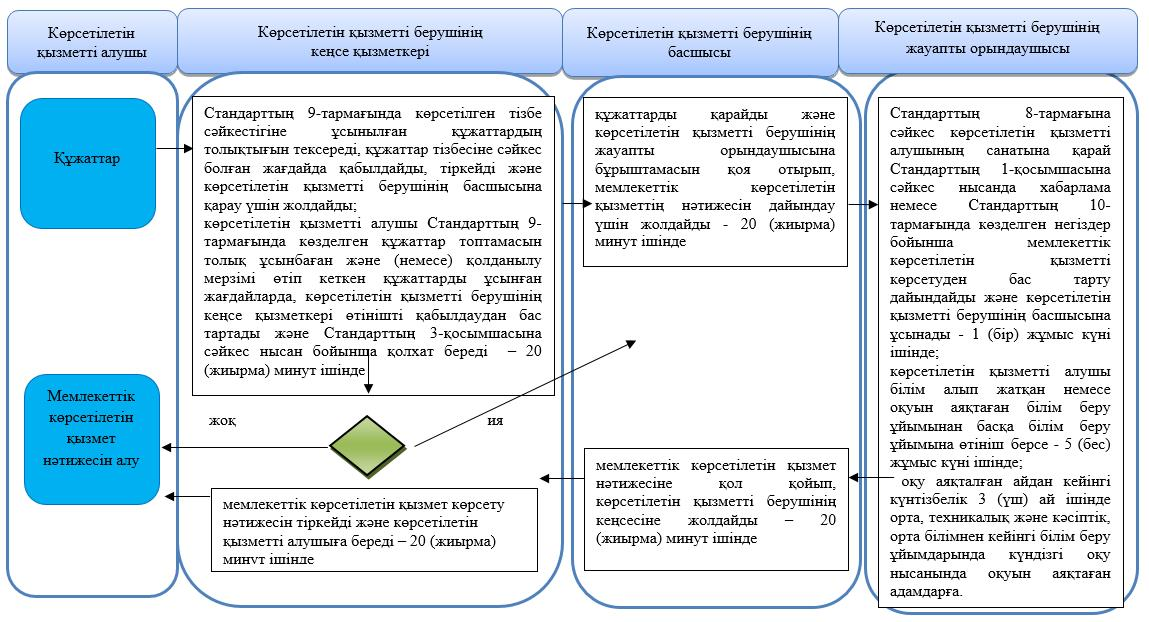 Көрсетілетін
қызметті алушы
Көрсетілетін қызметті берушінің
кеңсе қызметкері
Көрсетілетін қызметті берушінің
басшысы
Көрсетілетін қызметті берушінің
жауапты орындаушысы
Құжаттар
Стандарттың 9-тармағында көрсетілген тізбе
сәйкестігіне ұсынылған құжаттардың
толықтығын тексереді, құжаттар тізбесіне сәйкес
болған жағдайда қабылдайды, тіркейді және
көрсетілетін қызметті берушінің басшысына
қарау үшін жолдайды;
көрсетілетін қызметті алушы Стандарттың 9-
тармағында көзделген құжаттар топтамасын
толық ұсынбаған және (немесе) қолданылу
мерзімі өтіп кеткен құжаттарды ұсынған
жағдайларда, көрсетілетін қызметті берушінің
кеңсе қызметкері өтінішті қабылдаудан бас
тартады және Стандарттың 3-қосымшасына
сәйкес нысан бойынша қолхат береді – 20
(жиырма) минут ішінде
құжаттарды қарайды және
көрсетілетін қызметті берушінің
жауапты орындаушысына
бұрыштамасын қоя отырып,
мемлекеттік көрсетілетін
қызметтің нәтижесін дайындау
үшін жолдайды - 20 (жиырма)
минут ішінде
Стандарттың 8-тармағына
сәйкес көрсетілетін қызметті
алушының санатына қарай
Стандарттың 1-қосымшасына
сәйкес нысанда хабарлама
немесе Стандарттың 10-
тармағында көзделген негіздер
бойынша мемлекеттік
көрсетілетін қызметті
көрсетуден бас тарту
дайындайды және көрсетілетін
қызметті берушінің басшысына
ұсынады - 1 (бір) жұмыс күні
ішінде;
көрсетілетін қызметті алушы
білім алып жатқан немесе
оқуын аяқтаған білім беру
ұйымынан басқа білім беру
ұйымына өтініш берсе - 5 (бес)
жұмыс күні ішінде;
оқу аяқталған айдан кейінгі
күнтізбелік 3 (үш) ай ішінде
орта, техникалық және кәсіптік,
орта білімнен кейінгі білім беру
ұйымдарында күндізгі оқу
нысанында оқуын аяқтаған
адамдарға.
Мемлекеттік
көрсетілетін
қызмет
нәтижесін алу
жоқ
ия
мемлекеттік көрсетілетін қызмет көрсету
нәтижесін тіркейді және көрсетілетін
қызметті алушыға береді – 20 (жиырма)
минут ішінде
мемлекеттік көрсетілетін қызмет
нәтижесіне қол қойып,
көрсетілетін қызметті берушінің
кеңсесіне жолдайды – 20
(жиырма) минут ішінде